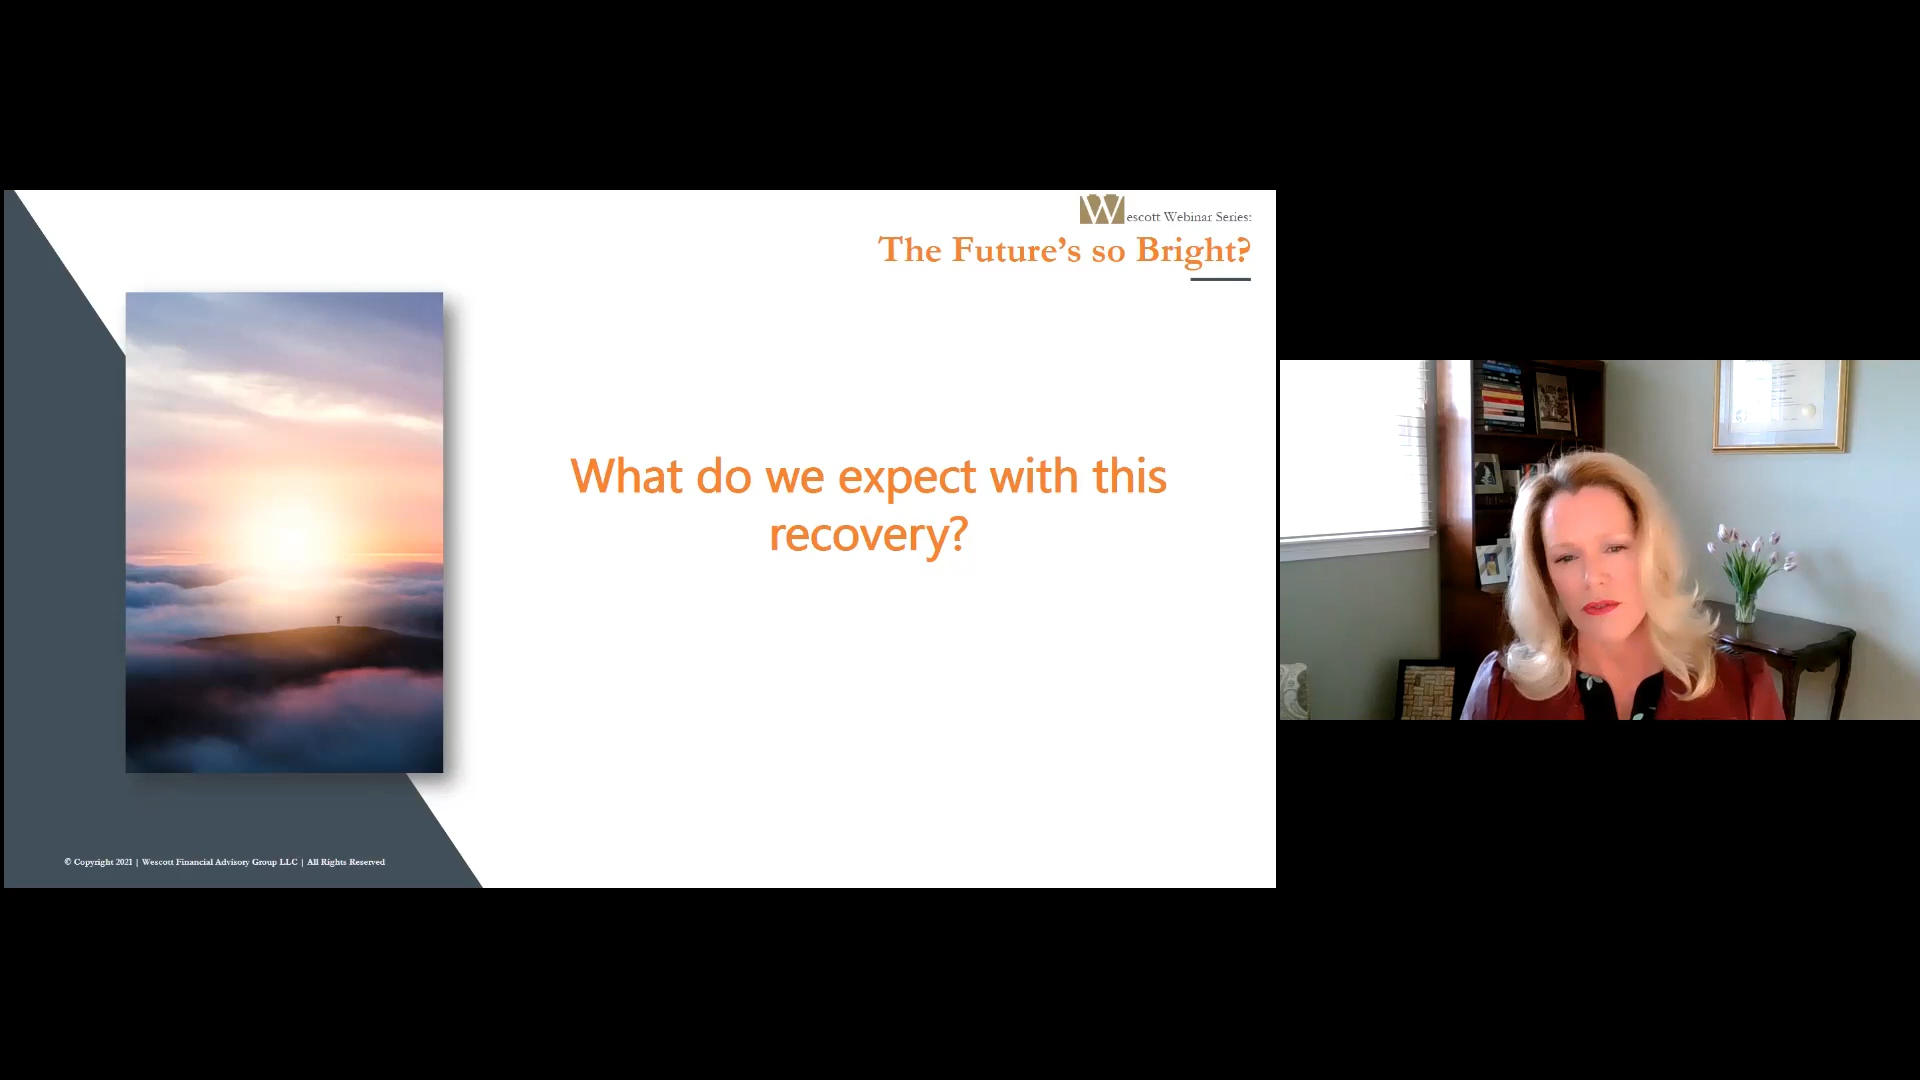 Wescott Webinar Series:
The Future's so Bright?
What do we expect with this
recovery?
© Copyright 2021 | Wescott Financial Advisory Group LLC | All Rights Reserved